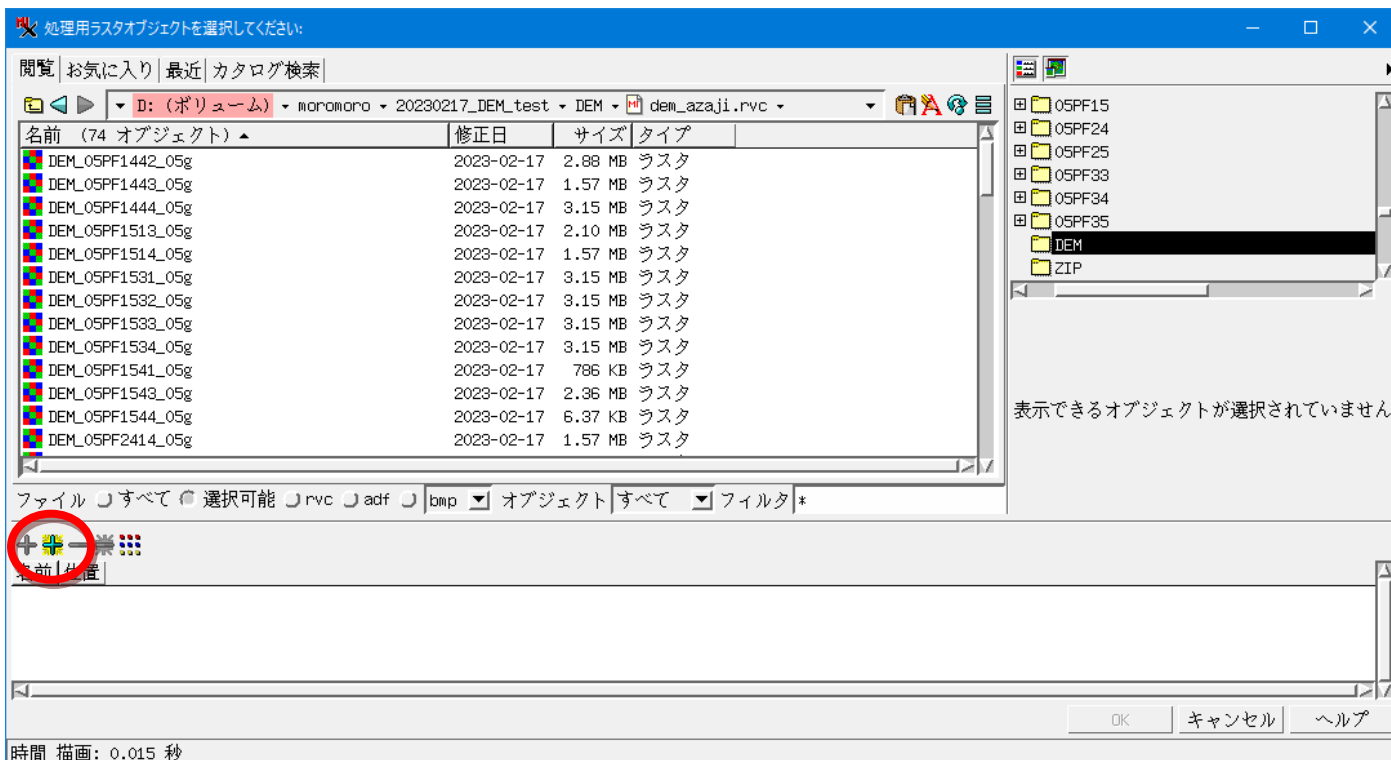 処理用ラスタオブジェクトを選択してください:
閲覧 お気に入り 最近 カタログ検索
D: (ボリューム) moromoro 20230217_DEM_test DEM dem_azaji.rvc
名前 (74 オブジェクト) 修正日 サイズ タイプ
DEM_05PF1442_05g 2023-02-17 2.88 MB ラスタ
DEM_05PF1443_05g 2023-02-17 1.57 MB ラスタ
DEM_05PF1444_05g 2023-02-17 3.15 MB ラスタ
DEM_05PF1513_05g 2023-02-17 2.10 MB ラスタ
DEM_05PF1514_05g 2023-02-17 1.57 MB ラスタ
DEM_05PF1531_05g 2023-02-17 3.15 MB ラスタ
DEM_05PF1532_05g 2023-02-17 3.15 MB ラスタ
DEM_05PF1533_05g 2023-02-17 3.15 MB ラスタ
DEM_05PF1534_05g 2023-02-17 3.15 MB ラスタ
DEM_05PF1541_05g 2023-02-17 786 KB ラスタ
DEM_05PF1543_05g 2023-02-17 2.36 MB ラスタ
DEM_05PF1544_05g 2023-02-17 6.37 KB ラスタ
DEM_05PF2414_05g 2023-02-17 1.57 MB ラスタ
ファイル すべて 選択可能 rvc adf bmp オブジェクト すべて フィルタ *
05PF15
05PF24
05PF25
05PF33
05PF34
05PF35
DEM
ZIP
表示できるオブジェクトが選択されていません
名前 位置
OK キャンセル ヘルプ
時間 描画: 0.015 秒